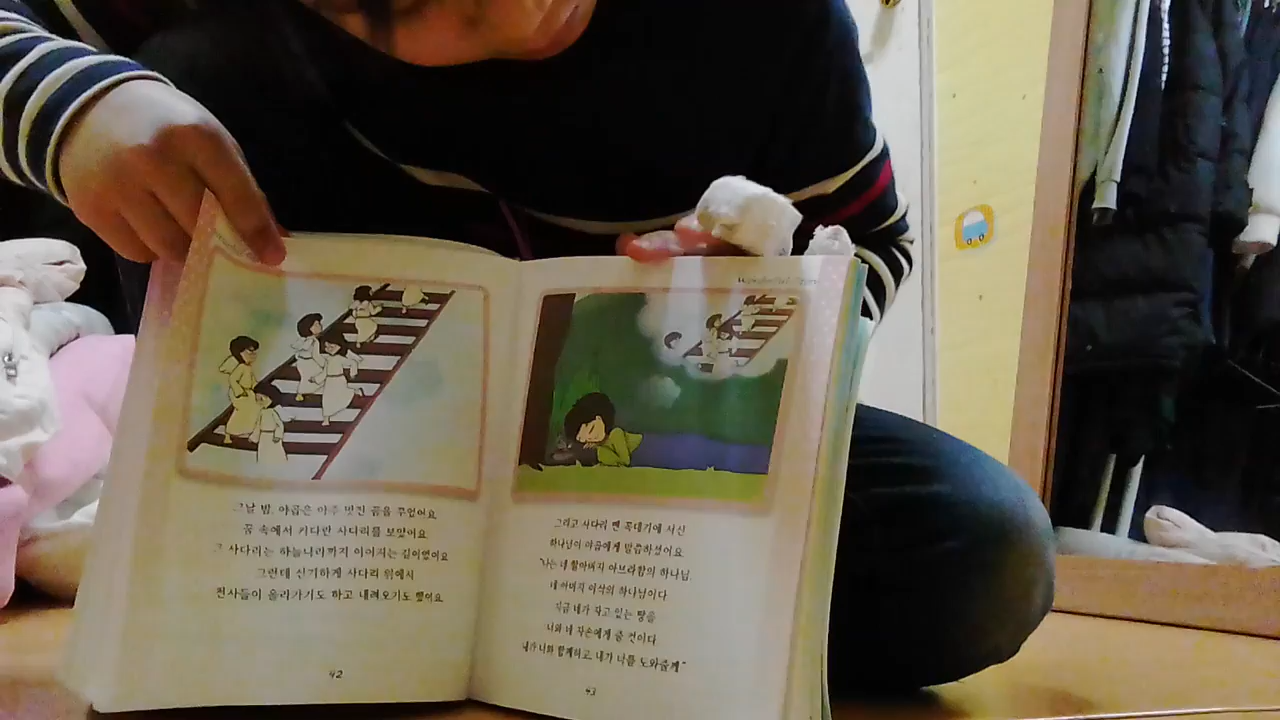 그날 밤, 야곱은 아주 멋진 꿈을 꾸었어요.
꿈 속에서 커다란 사다리를 보았어요.
그 사다리는 하늘나라까지 이어지는 길이었어요.
그런데 신기하게 사다리 위에서
천사들이 올라가기도 하고 내려오기도 했어요.
42
그리고 사다리 맨 꼭대기에 서신
하나님이 야곱에게 말씀하셨어요.
"나는 네 할아버지 아브라함의 하나님,
네 아버지 이삭의 하나님이다.
지금 네가 자고 있는 땅을
너와 네 자손에게 줄 것이다.
내가 너와 함께하고, 내가 너를 도와줄게."
43